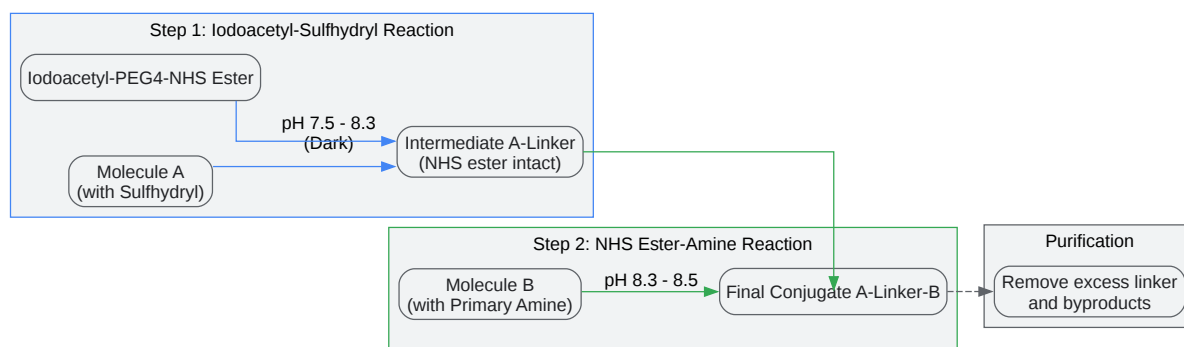 Step 1: Iodoacetyl-Sulfhydryl Reaction
Iodoacetyl-PEG4-NHS Ester
pH 7.5 - 8.3
(Dark)
Intermediate A-Linker
(NHS ester intact)
Molecule A
(with Sulfhydryl)
Step 2: NHS Ester-Amine Reaction
Molecule B
(with Primary Amine)
pH 8.3 - 8.5
Final Conjugate A-Linker-B
Purification
Remove excess linker
and byproducts